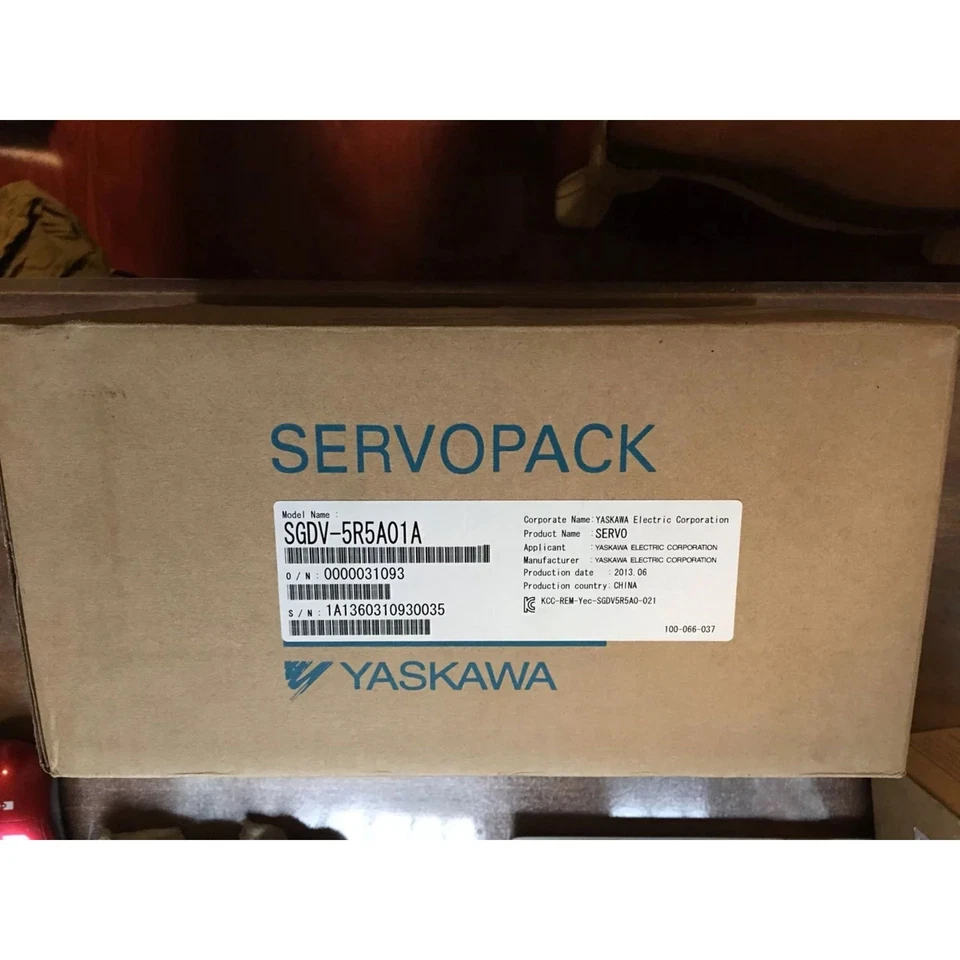 SERVOPACK
Model Name :
SGDV-5R5A01A
O/N : 0000031093
S/N : 1A1360310930035
Corporate Name : YASKAWA Electric Corporation
Product Name : SERVO
Applicant : YASKAWA ELECTRIC CORPORATION
Manufacturer : YASKAWA ELECTRIC CORPORATION
Production date : 2013.06
Production country : CHINA
KCC-REM-Yec-SGDV5R5A0-021
100-066-037
YASKAWA